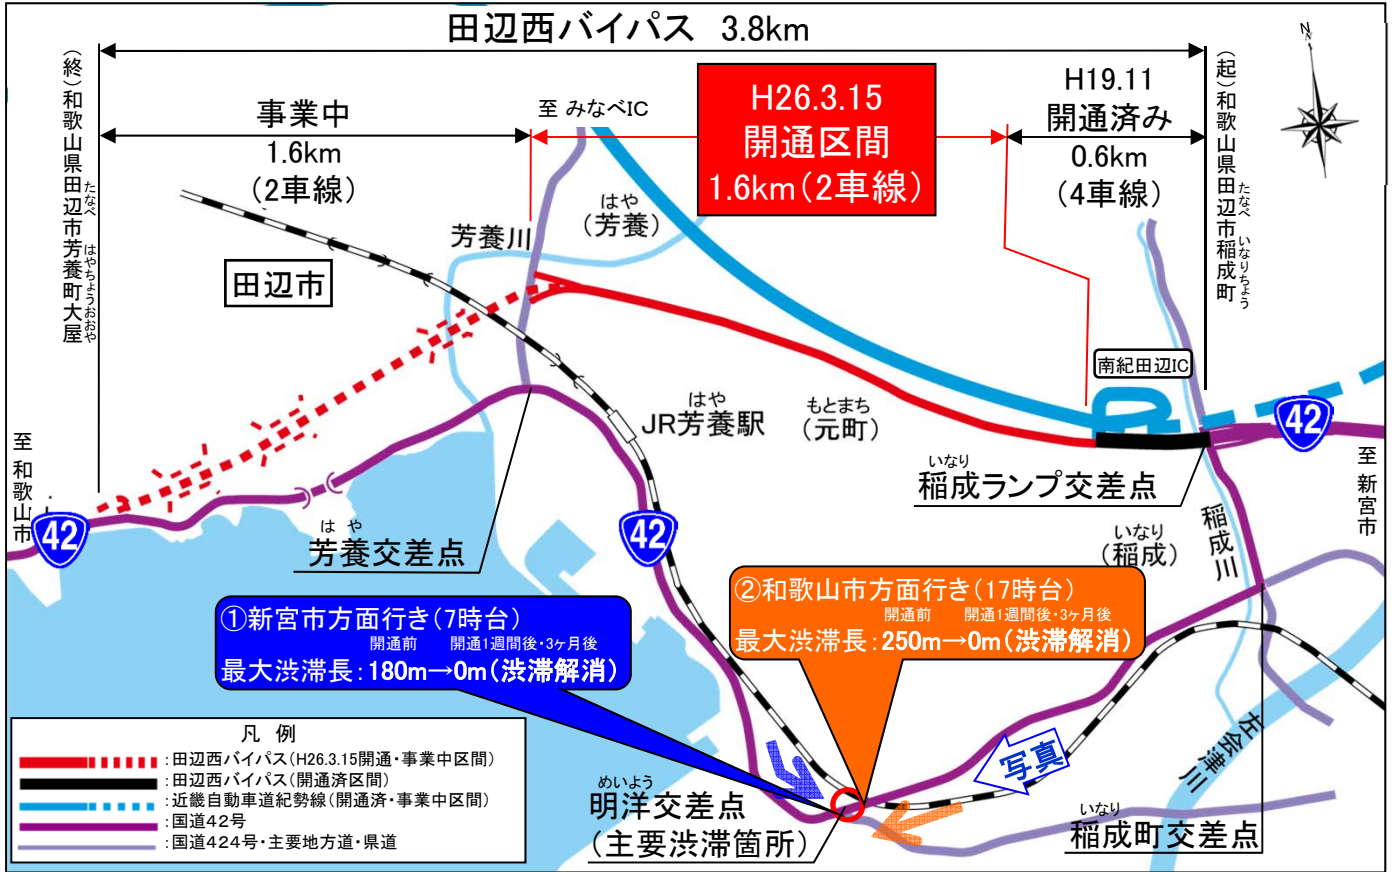 田辺西バイパス 3.8km
(終)和歌山県田辺市芳養町大屋
たなべ
はやちょうおおや
事業中
1.6km
(2車線)
至 みなべIC
H26.3.15
開通区間
1.6km(2車線)
H19.11
開通済み
0.6km
(4車線)
(起)和歌山県田辺市稲成町
たなべ
いなりちょう
N
はや
(芳養)
芳養川
田辺市
南紀田辺IC
はや
JR芳養駅
もとまち
(元町)
42
いなり
稲成ランプ交差点
至 和歌山市
至 新宮市
42
はや
芳養交差点
42
稲成川
いなり
(稲成)
①新宮市方面行き(7時台)
開通前 開通1週間後・3ヶ月後
最大渋滞長:180m→0m(渋滞解消)
②和歌山市方面行き(17時台)
開通前 開通1週間後・3ヶ月後
最大渋滞長:250m→0m(渋滞解消)
左会津川
写真
めいよう
明洋交差点
(主要渋滞箇所)
いなり
稲成町交差点
凡 例
:田辺西バイパス(H26.3.15開通・事業中区間)
:田辺西バイパス(開通済区間)
:近畿自動車道紀勢線(開通済・事業中区間)
:国道42号
:国道424号・主要地方道・県道